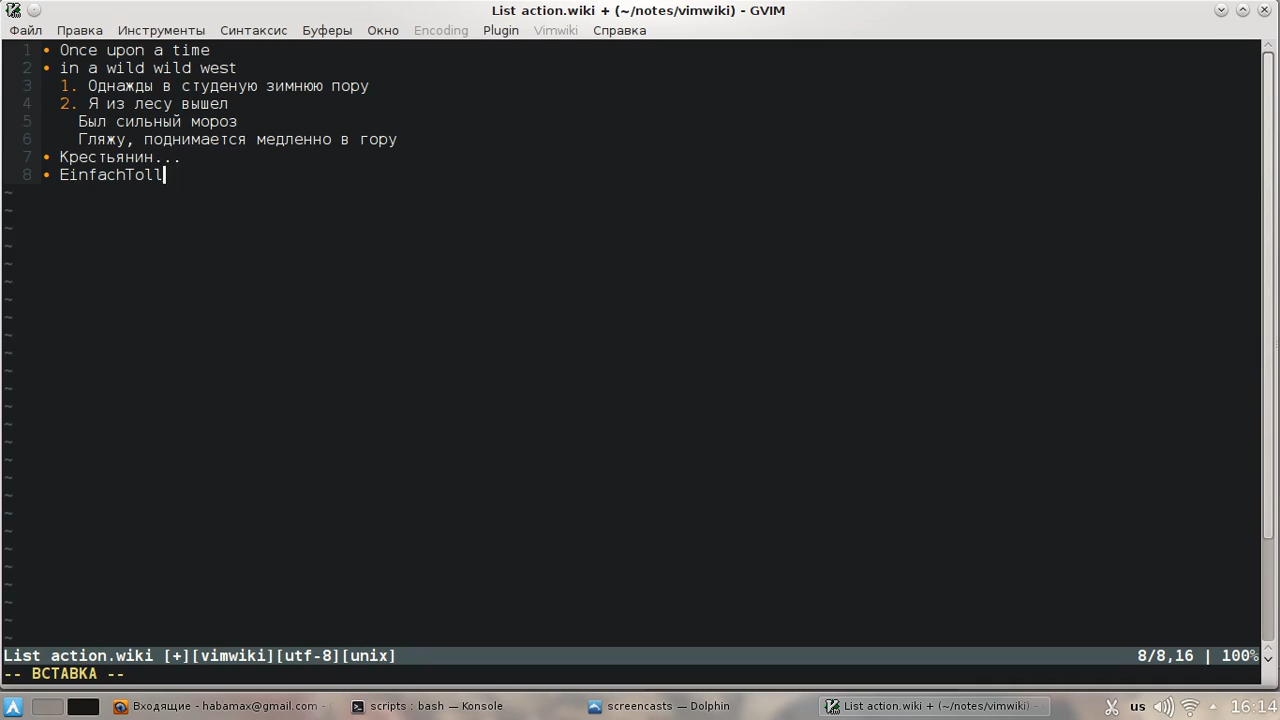 List action.wiki + (~/notes/vimwiki) - GVIM
Файл Правка Инструменты Синтаксис Буферы Окно Encoding Plugin Vimwiki Справка
1 • Once upon a time
2 • in a wild wild west
3 1. Однажды в студеную зимнюю пору
4 2. Я из лесу вышел
5 Был сильный мороз
6 Гляжу, поднимается медленно в гору
7 • Крестьянин...
8 • EinfachToll
List action.wiki [+][vimwiki][utf-8][unix] 8/8,16 | 100%
-- ВСТАВКА --
Входящие - habamax@gmail.com - scripts : bash — Konsole screencasts — Dolphin List action.wiki + (~/notes/vimwiki) - us 16:14